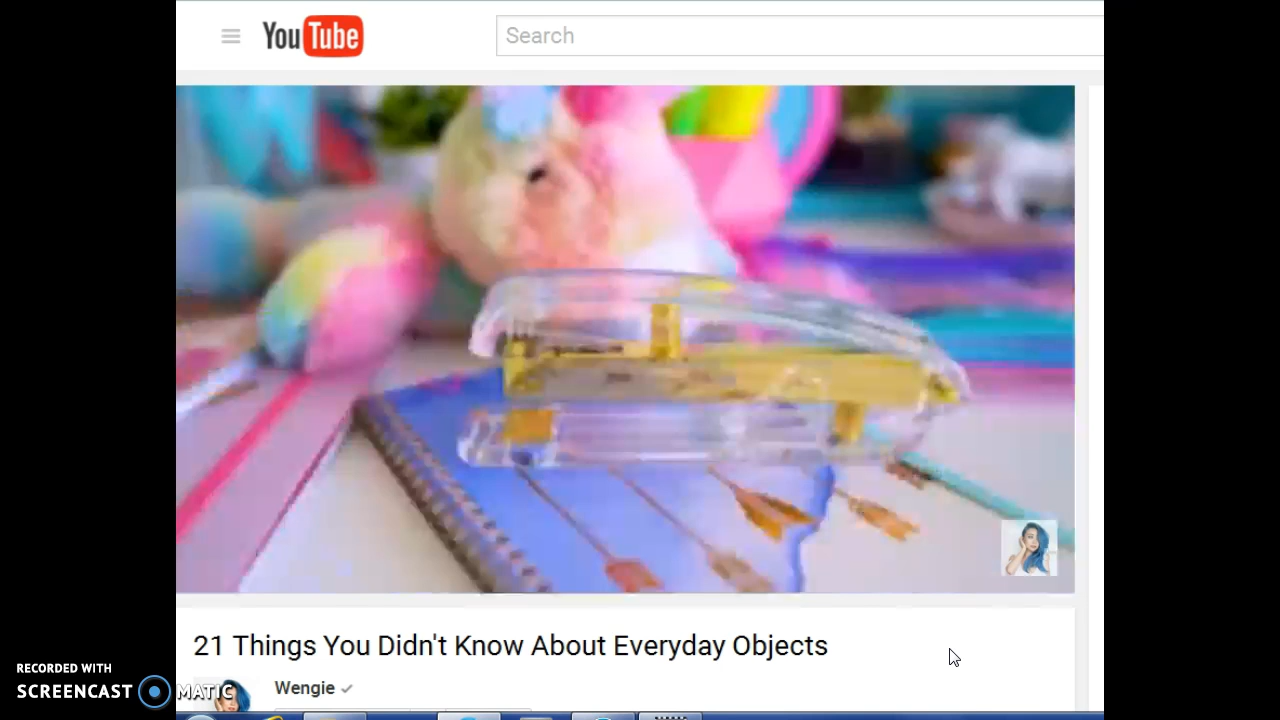 YouTube
Search
21 Things You Didn't Know About Everyday Objects
Wengie
RECORDED WITH
SCREENCAST MATIC